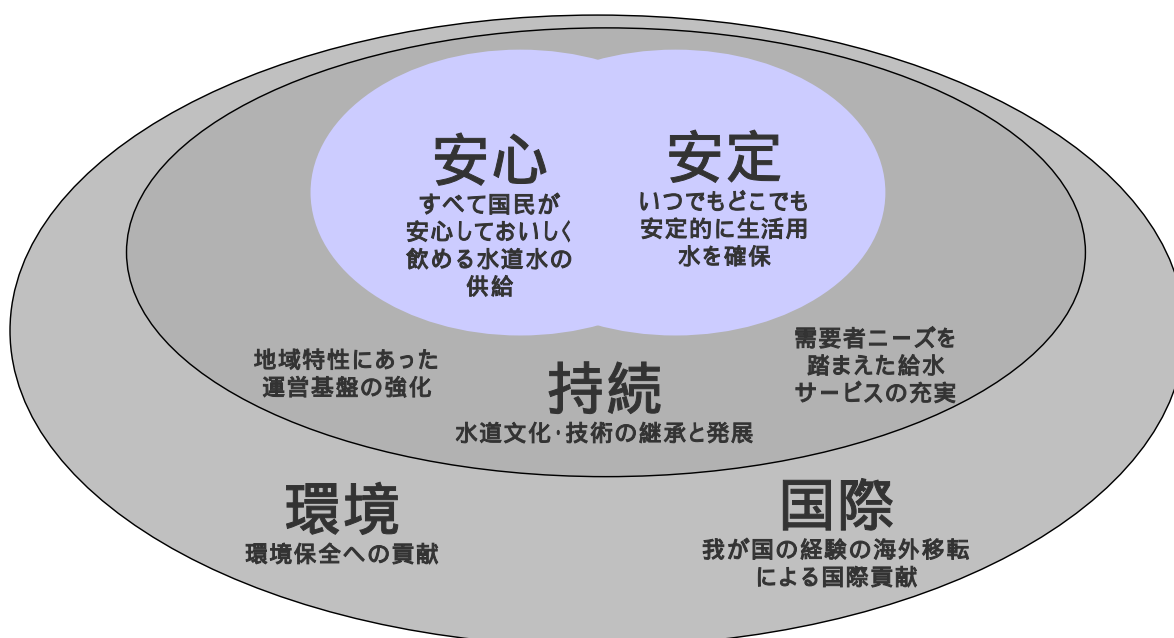 安心
すべて国民が
安心しておいしく
飲める水道水の
供給
安定
いつでもどこでも
安定的に生活用
水を確保
地域特性にあった
運営基盤の強化
持続
水道文化・技術の継承と発展
需要者ニーズを
踏まえた給水
サービスの充実
環境
環境保全への貢献
国際
我が国の経験の海外移転
による国際貢献